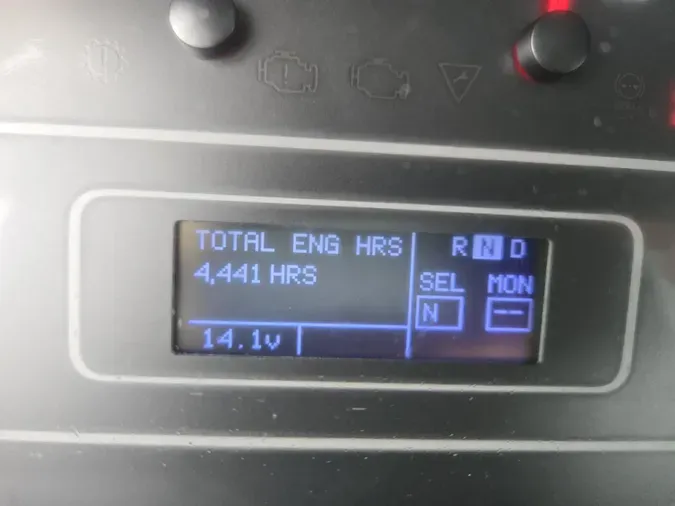 TOTAL ENG HRS
4,441 HRS
14.1v
R N D
SEL MON
N --